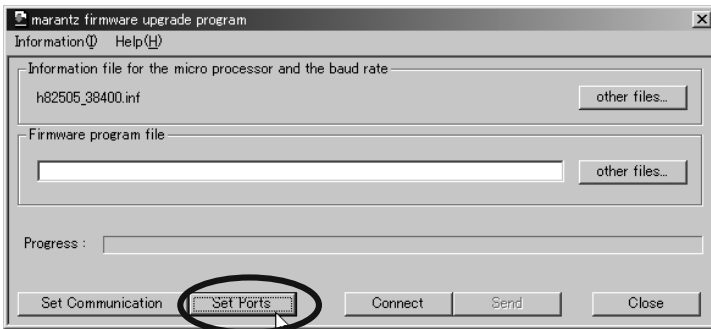 marantz firmware upgrade program
Information(I) Help(H)
Information file for the micro processor and the baud rate
h82505_38400.inf
other files...
Firmware program file
other files...
Progress :
Set Communication Set Ports Connect Send Close